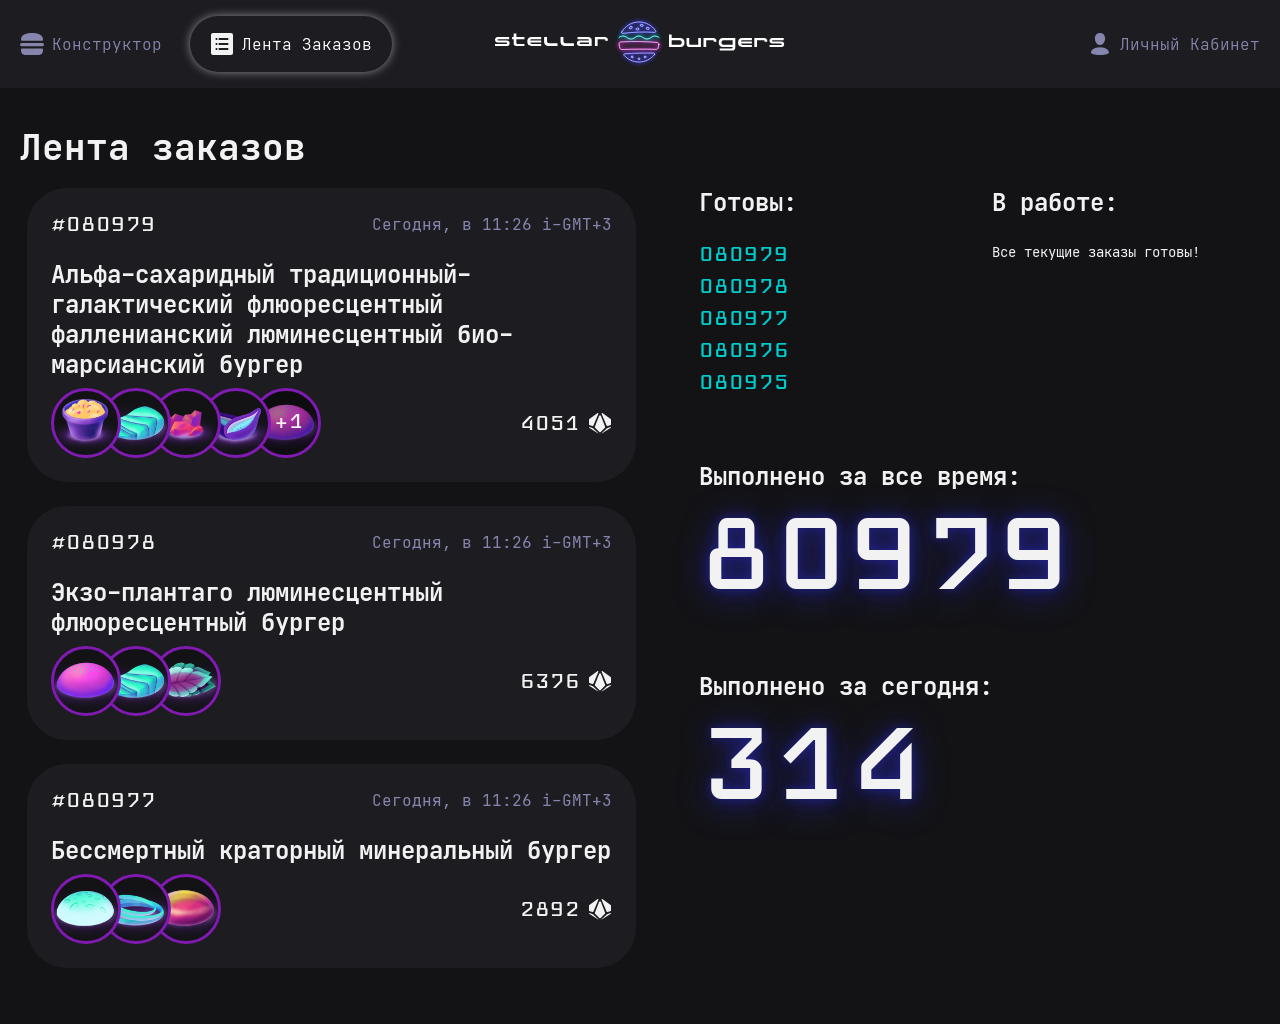 Конструктор
Лента Заказов
stellar burgers
Личный Кабинет
Лента заказов
#080979
Сегодня, в 11:26 i-GMT+3
Альфа-сахаридный традиционный-
галактический флюоресцентный
фалленианский люминесцентный био-
марсианский бургер
+1
4051
#080978
Сегодня, в 11:26 i-GMT+3
Экзо-плантаго люминесцентный
флюоресцентный бургер
6376
#080977
Сегодня, в 11:26 i-GMT+3
Бессмертный краторный минеральный бургер
2892
Готовы:
080979
080978
080977
080976
080975
В работе:
Все текущие заказы готовы!
Выполнено за все время:
80979
Выполнено за сегодня:
314